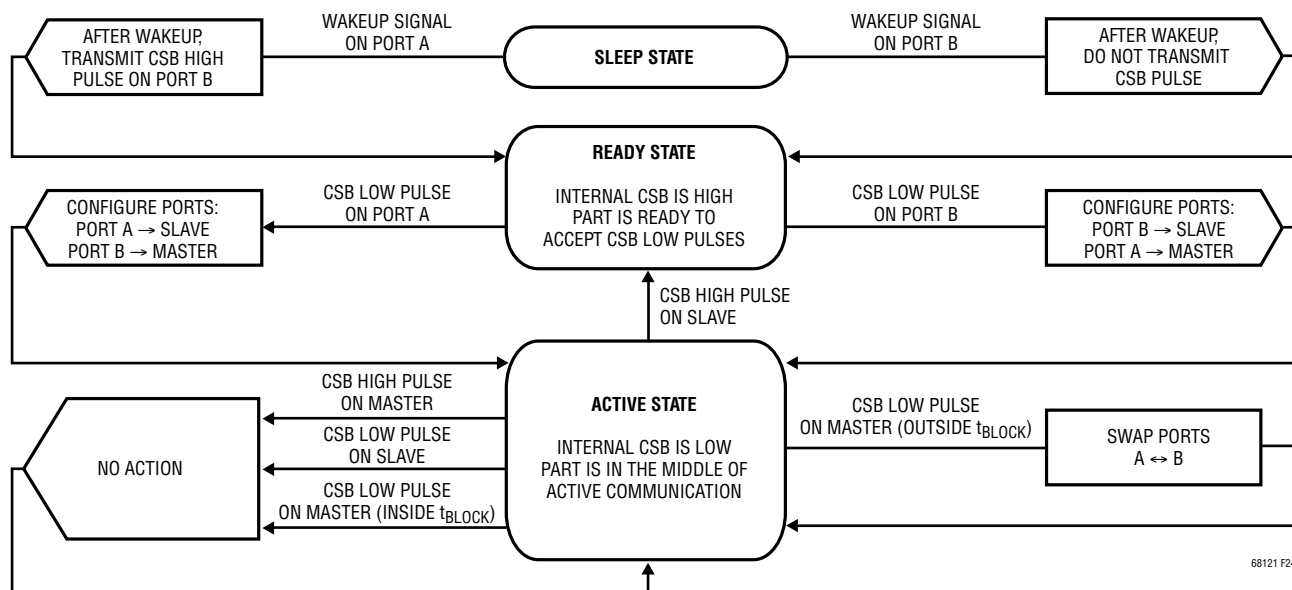 AFTER WAKEUP,
TRANSMIT CSB HIGH
PULSE ON PORT B
WAKEUP SIGNAL
ON PORT A
SLEEP STATE
WAKEUP SIGNAL
ON PORT B
AFTER WAKEUP,
DO NOT TRANSMIT
CSB PULSE
READY STATE
INTERNAL CSB IS HIGH
PART IS READY TO
ACCEPT CSB LOW PULSES
CONFIGURE PORTS:
PORT A → SLAVE
PORT B → MASTER
CSB LOW PULSE
ON PORT A
CSB LOW PULSE
ON PORT B
CONFIGURE PORTS:
PORT B → SLAVE
PORT A → MASTER
CSB HIGH PULSE
ON SLAVE
ACTIVE STATE
INTERNAL CSB IS LOW
PART IS IN THE MIDDLE OF
ACTIVE COMMUNICATION
NO ACTION
CSB HIGH PULSE
ON MASTER
CSB LOW PULSE
ON SLAVE
CSB LOW PULSE
ON MASTER (INSIDE tBLOCK)
CSB LOW PULSE
ON MASTER (OUTSIDE tBLOCK)
SWAP PORTS
A ↔ B
68121 F24